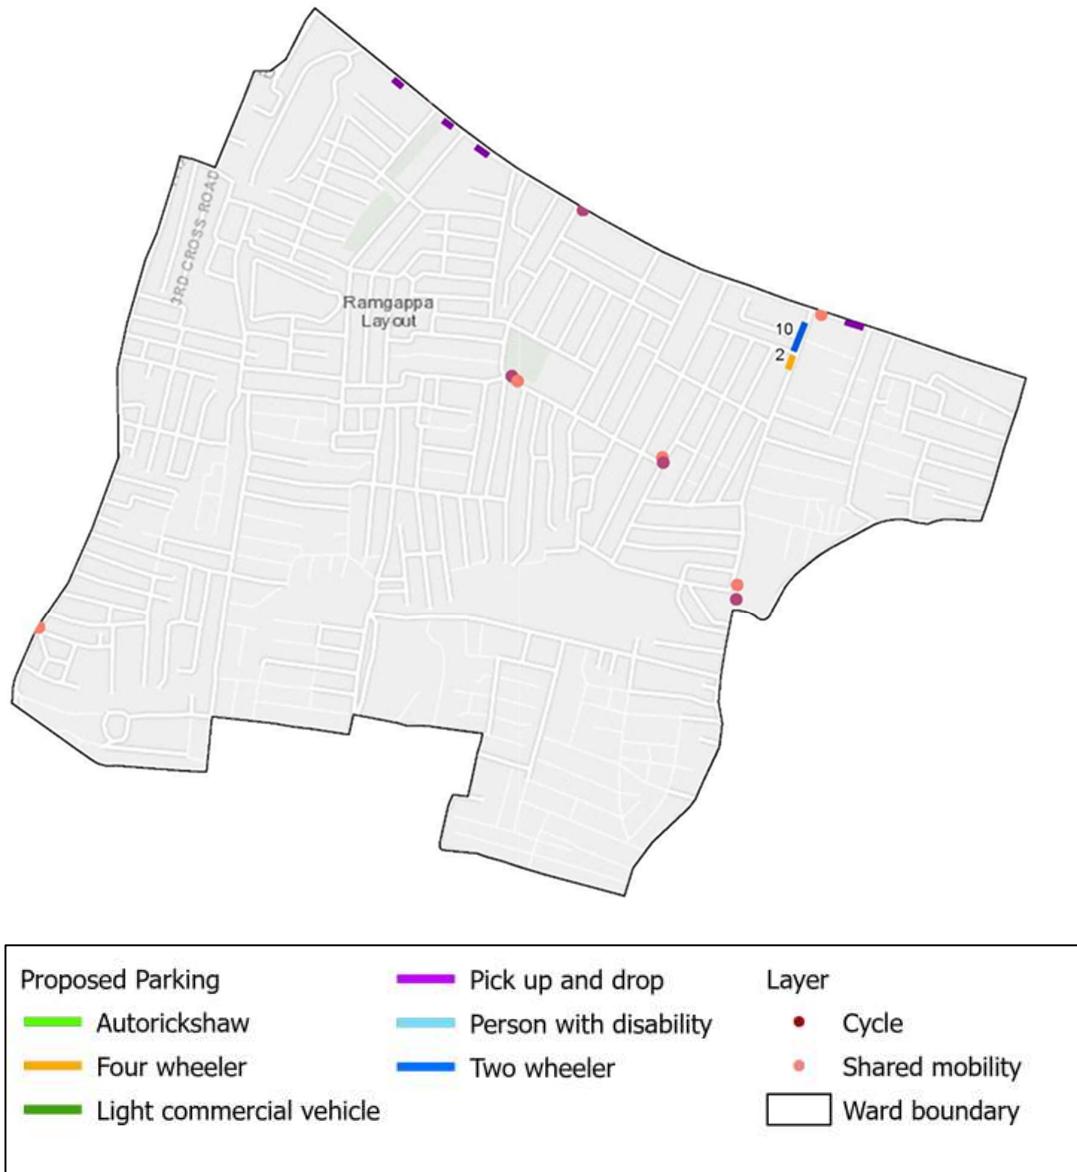 3RD CROSS ROAD
Ramgappa
Layout
10
2
Proposed Parking
Autorickshaw
Four wheeler
Light commercial vehicle
Pick up and drop
Person with disability
Two wheeler
Layer
Cycle
Shared mobility
Ward boundary